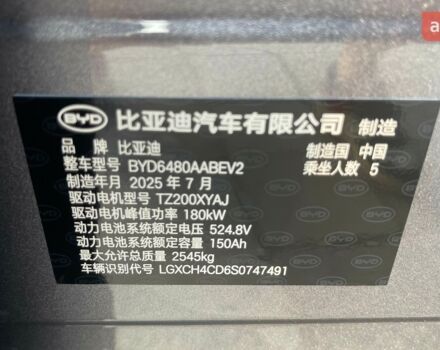 BYD 比亚迪汽车有限公司 制造
品 牌 比亚迪 制造国 中国
整车型号 BYD6480AABEV2 乘坐人数 5
制造年月 2025 年 7 月
驱动电机型号 TZ200XYAJ
驱动电机峰值功率 180kW
动力电池系统额定电压 524.8V
动力电池系统额定容量 150Ah
最大允许总质量 2545kg
车辆识别代号 LGXCH4CD6S0747491